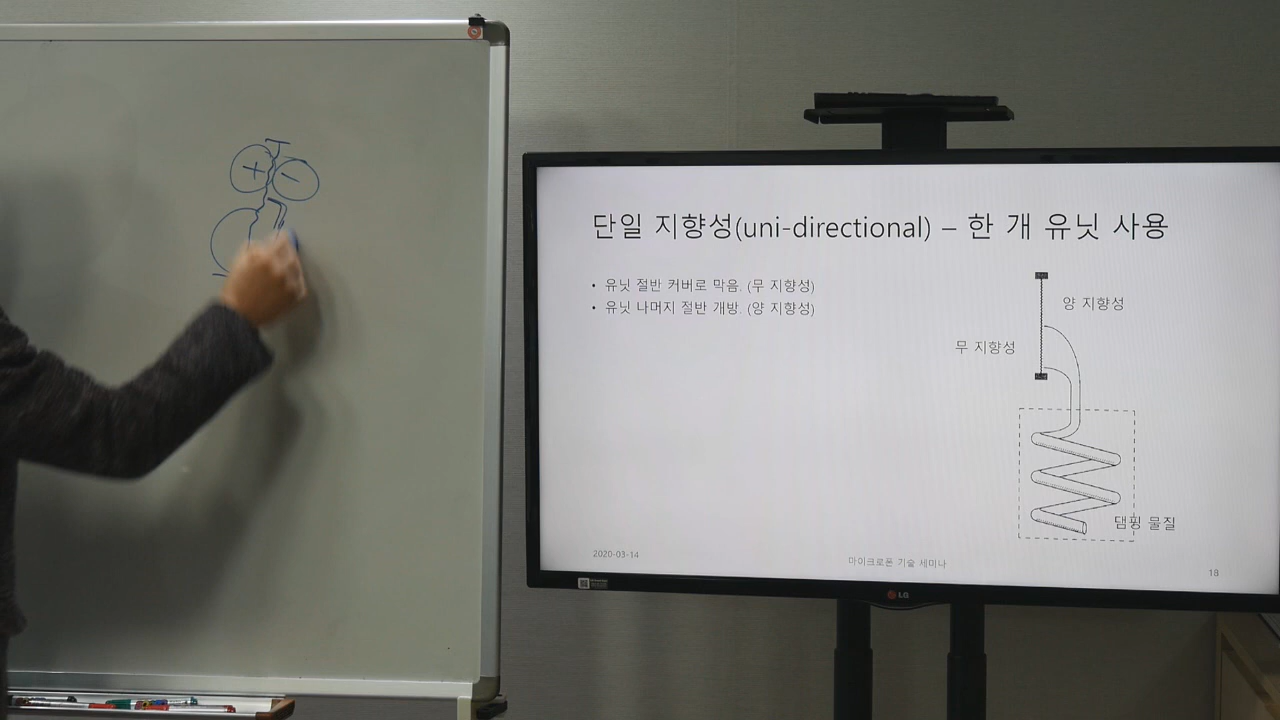 + −
단일 지향성(uni-directional) – 한 개 유닛 사용
• 유닛 절반 커버로 막음. (무 지향성)
• 유닛 나머지 절반 개방. (양 지향성)
양 지향성
무 지향성
댐핑 물질
2020-03-14
마이크로폰 기술 세미나
18
LG